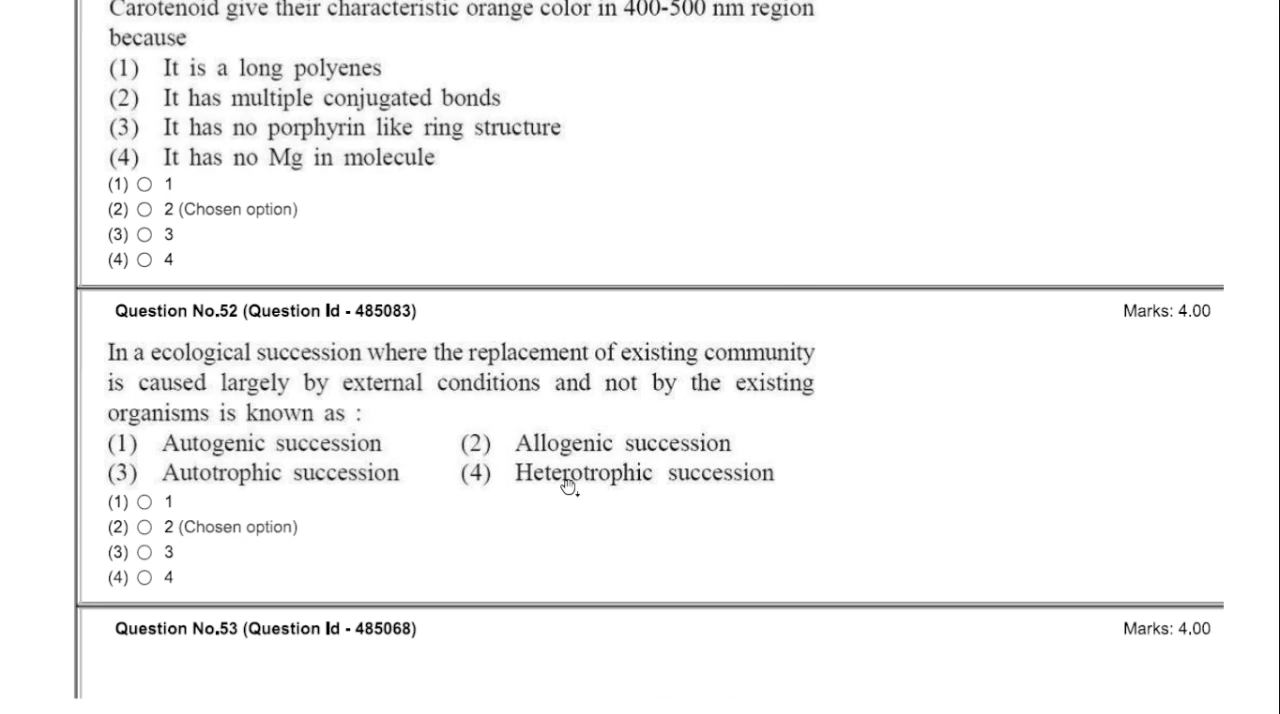 Carotenoid give their characteristic orange color in 400-500 nm region
because
(1) It is a long polyenes
(2) It has multiple conjugated bonds
(3) It has no porphyrin like ring structure
(4) It has no Mg in molecule
(1) 1
(2) 2 (Chosen option)
(3) 3
(4) 4
Question No.52 (Question Id - 485083) Marks: 4.00
In a ecological succession where the replacement of existing community
is caused largely by external conditions and not by the existing
organisms is known as :
(1) Autogenic succession (2) Allogenic succession
(3) Autotrophic succession (4) Heterotrophic succession
(1) 1
(2) 2 (Chosen option)
(3) 3
(4) 4
Question No.53 (Question Id - 485068) Marks: 4.00